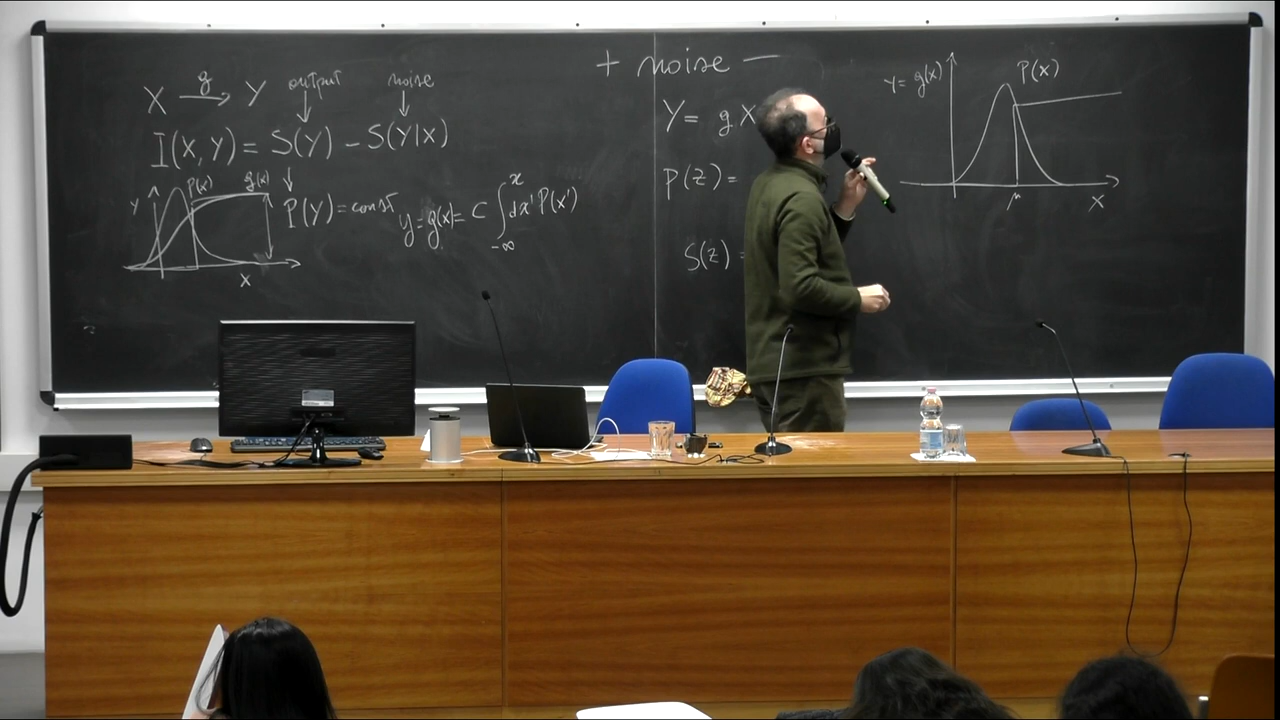 X g→ Y output noise
I(X,Y) = S(Y) - S(Y|X)
y P(x) g(x) X
P(Y) = const y = g(x) = C ∫_{-∞}^{x} dx' P(x')
+ noise -
Y = g X
P(z) =
S(z) =
Y = g(x) P(x)
μ X